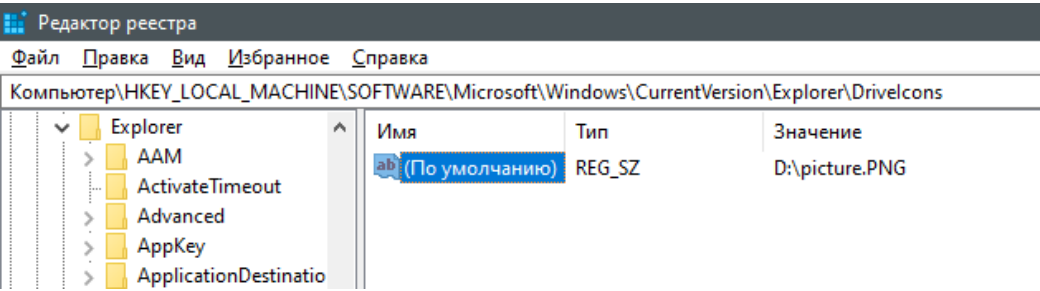 Редактор реестра
Файл Правка Вид Избранное Справка
Компьютер\HKEY_LOCAL_MACHINE\SOFTWARE\Microsoft\Windows\CurrentVersion\Explorer\DriveIcons
Explorer
AAM
ActivateTimeout
Advanced
AppKey
ApplicationDestinatio
Имя Тип Значение
ab (По умолчанию) REG_SZ D:\picture.PNG